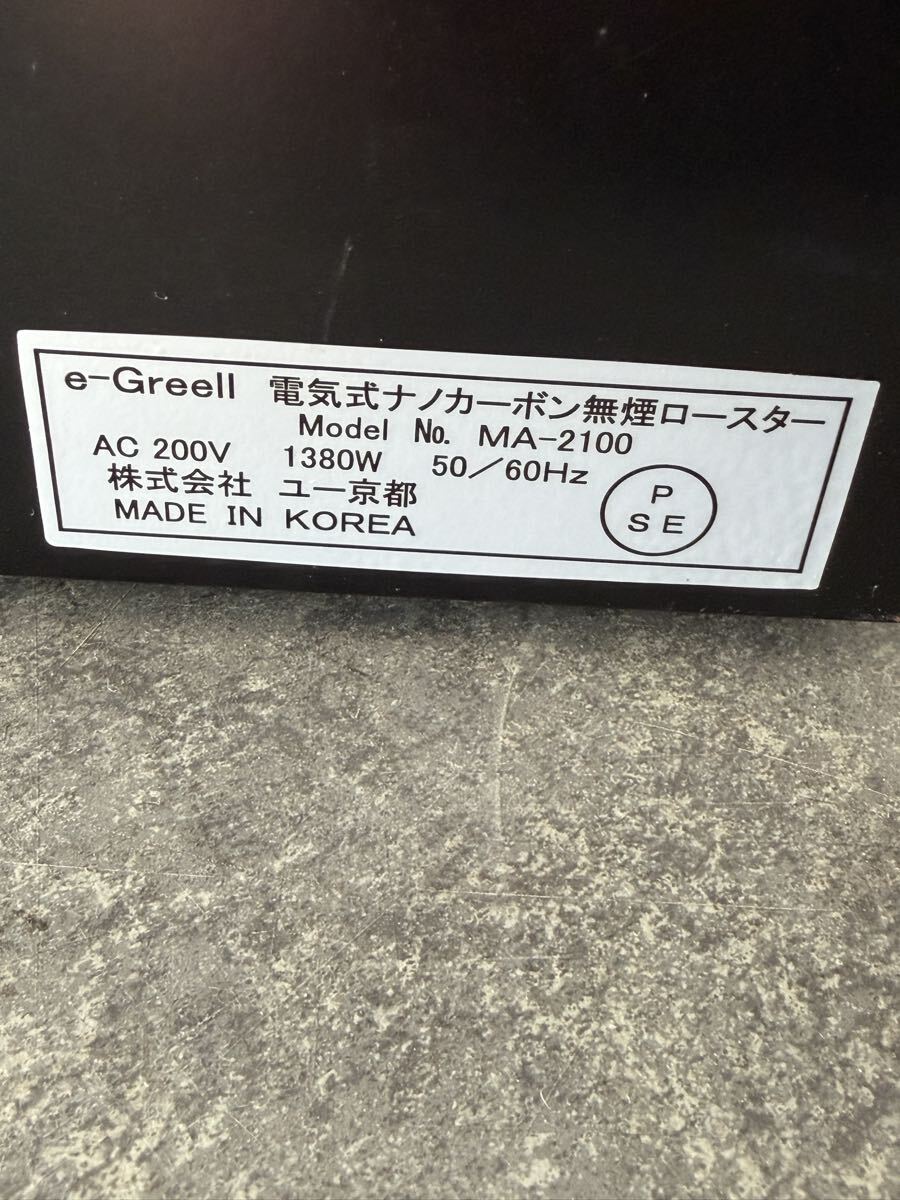 e-Greell 電気式ナノカーボン無煙ロースター
Model №. MA-2100
AC 200V 1380W 50/60Hz
株式会社 ユー京都
MADE IN KOREA
P
S E